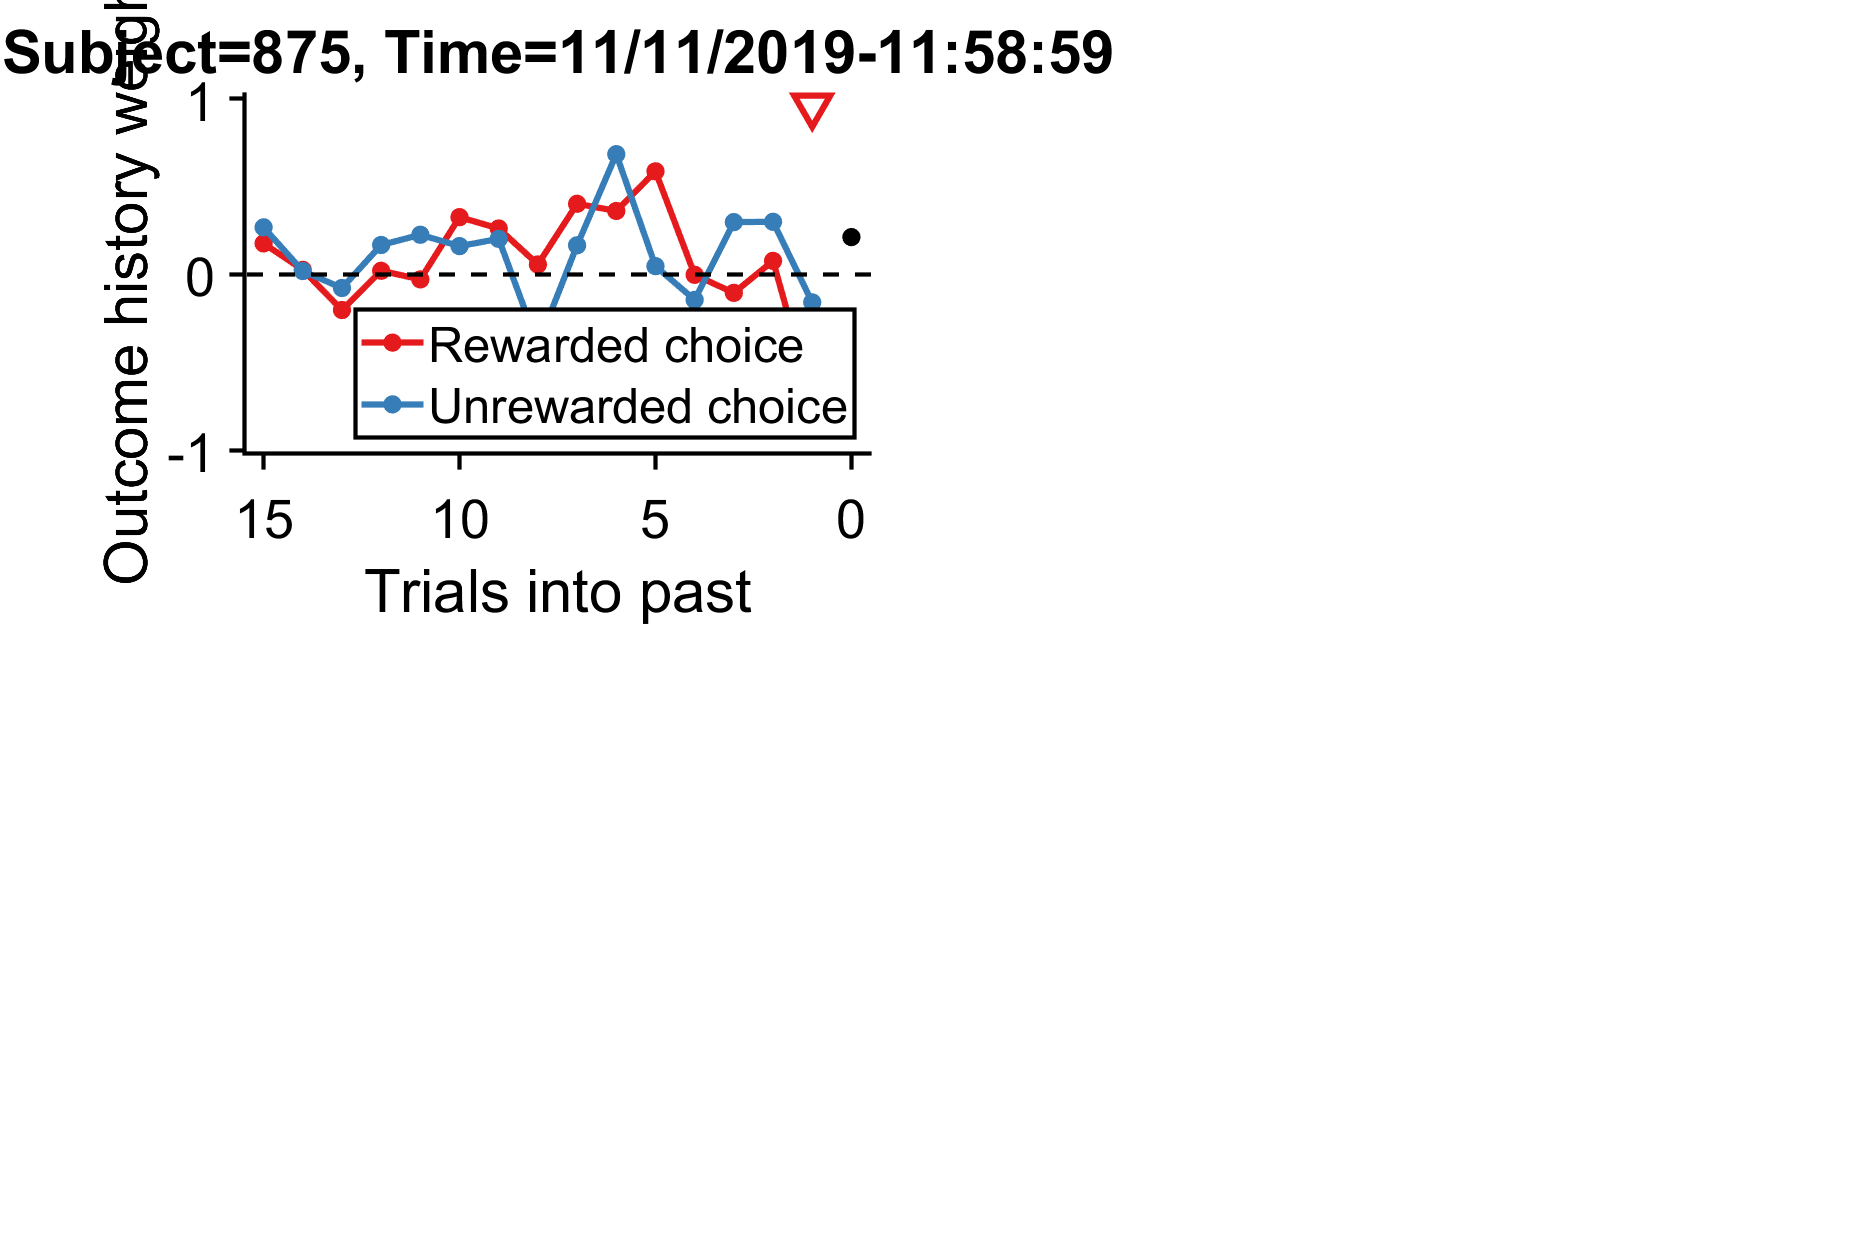 Subject=875, Time=11/11/2019-11:58:59
Outcome history weigh
1
0
-1
Rewarded choice
Unrewarded choice
15 10 5 0
Trials into past